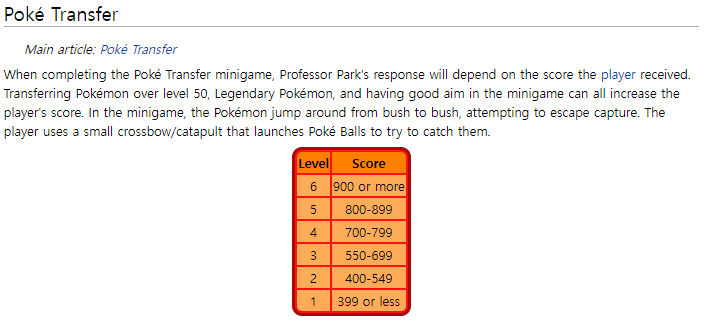 Poké Transfer
Main article: Poké Transfer
When completing the Poké Transfer minigame, Professor Park's response will depend on the score the player received.
Transferring Pokémon over level 50, Legendary Pokémon, and having good aim in the minigame can all increase the
player's score. In the minigame, the Pokémon jump around from bush to bush, attempting to escape capture. The
player uses a small crossbow/catapult that launches Poké Balls to try to catch them.
Level Score
6 900 or more
5 800-899
4 700-799
3 550-699
2 400-549
1 399 or less